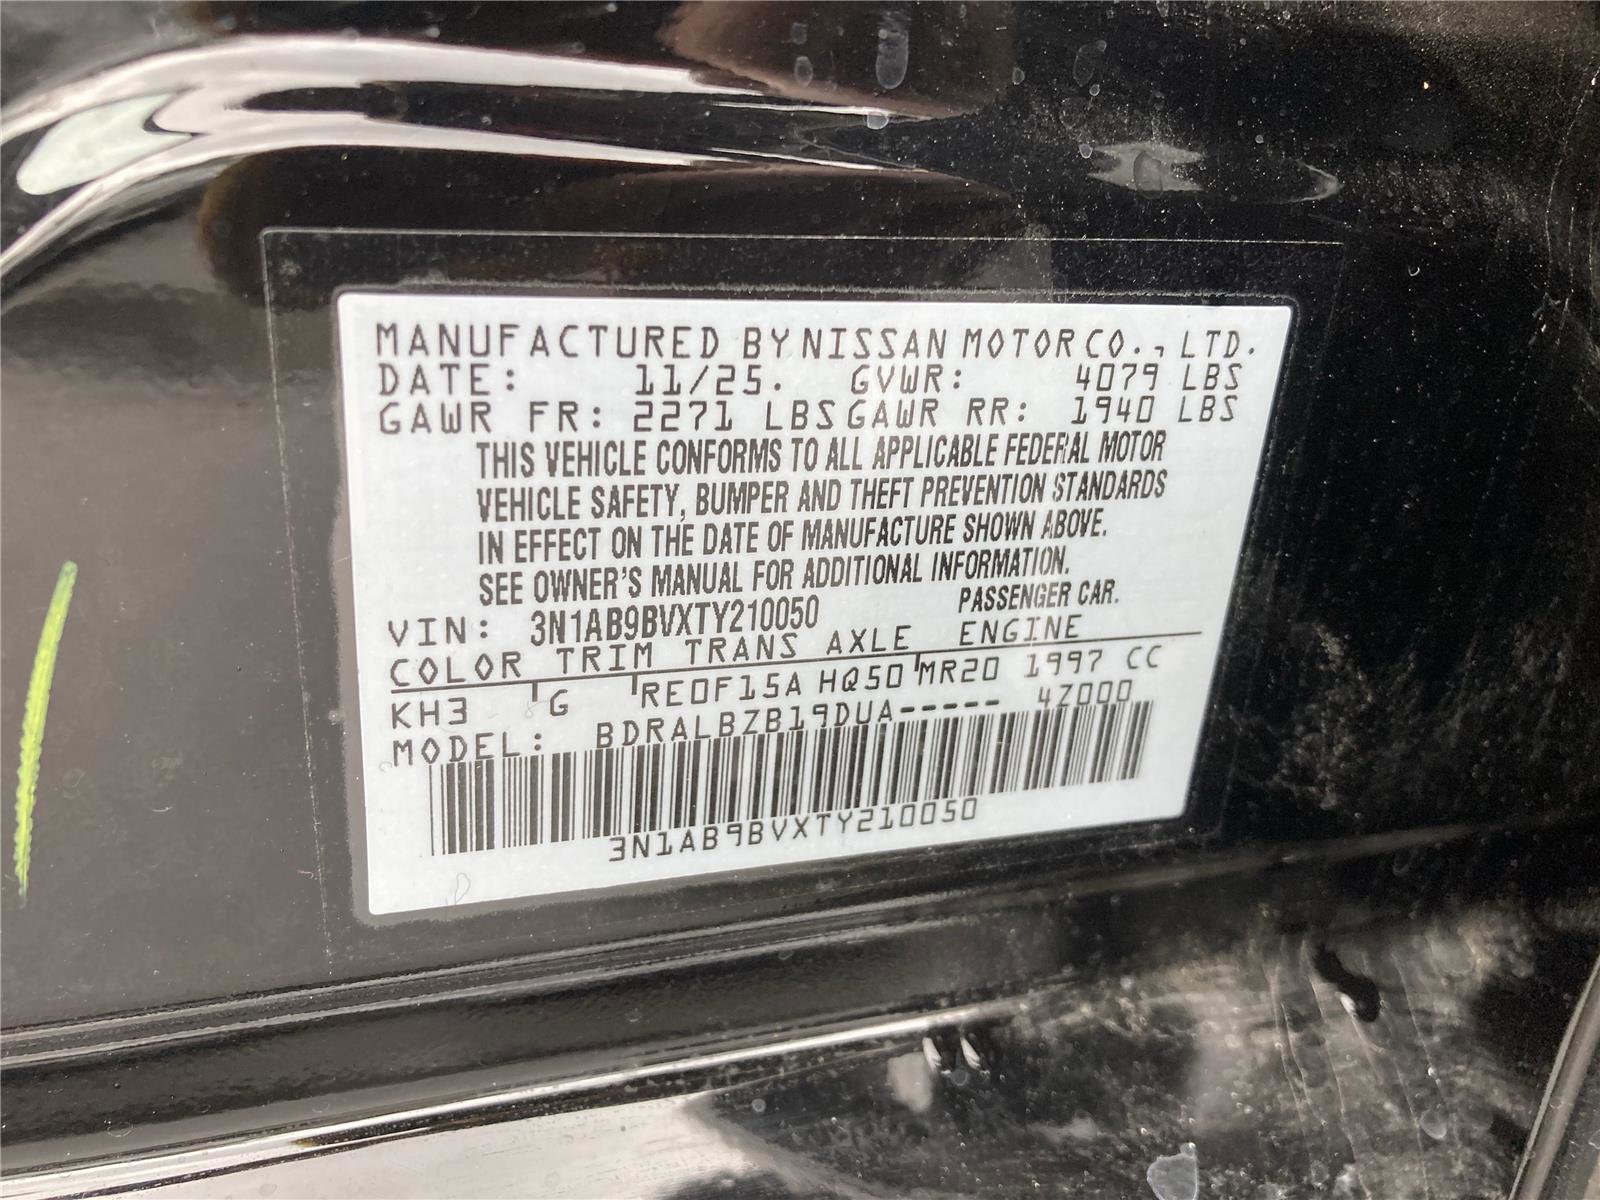 MANUFACTURED BY NISSAN MOTOR CO., LTD.
DATE: 11/25. GVWR: 4079 LBS
GAWR FR: 2271 LBS GAWR RR: 1940 LBS
THIS VEHICLE CONFORMS TO ALL APPLICABLE FEDERAL MOTOR
VEHICLE SAFETY, BUMPER AND THEFT PREVENTION STANDARDS
IN EFFECT ON THE DATE OF MANUFACTURE SHOWN ABOVE.
SEE OWNER'S MANUAL FOR ADDITIONAL INFORMATION.
VIN: 3N1AB9BVXTY210050 PASSENGER CAR.
COLOR TRIM TRANS AXLE ENGINE
KH3 G RE0F15A HQ50 MR20 1997 CC
MODEL: BDRALBZB19DUA----- 4Z000
3N1AB9BVXTY210050